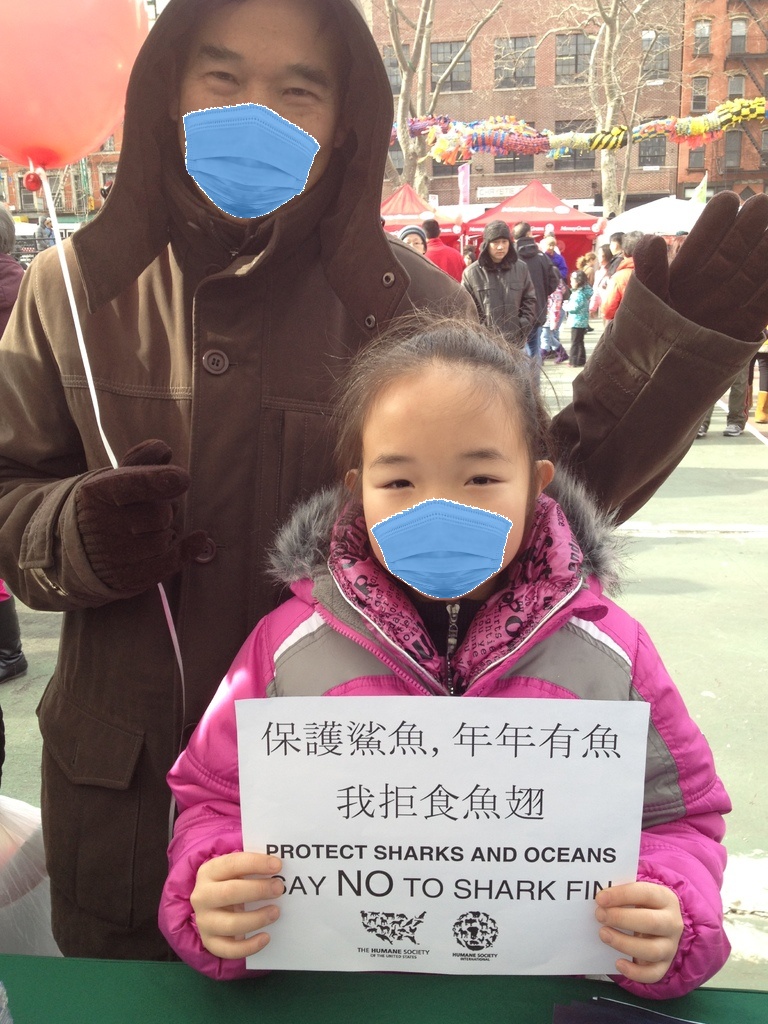 保護鯊魚, 年年有魚
我拒食魚翅
PROTECT SHARKS AND OCEANS
SAY NO TO SHARK FIN
THE HUMANE SOCIETY
OF THE UNITED STATES
HUMANE SOCIETY
INTERNATIONAL